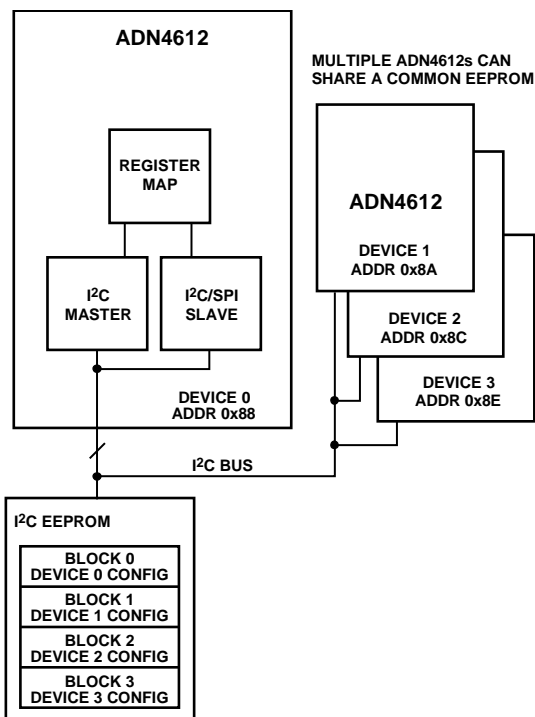 ADN4612
MULTIPLE ADN4612s CAN
SHARE A COMMON EEPROM
REGISTER
MAP
I²C
MASTER
I²C/SPI
SLAVE
DEVICE 0
ADDR 0x88
ADN4612
DEVICE 1
ADDR 0x8A
DEVICE 2
ADDR 0x8C
DEVICE 3
ADDR 0x8E
I²C BUS
I²C EEPROM
BLOCK 0
DEVICE 0 CONFIG
BLOCK 1
DEVICE 1 CONFIG
BLOCK 2
DEVICE 2 CONFIG
BLOCK 3
DEVICE 3 CONFIG